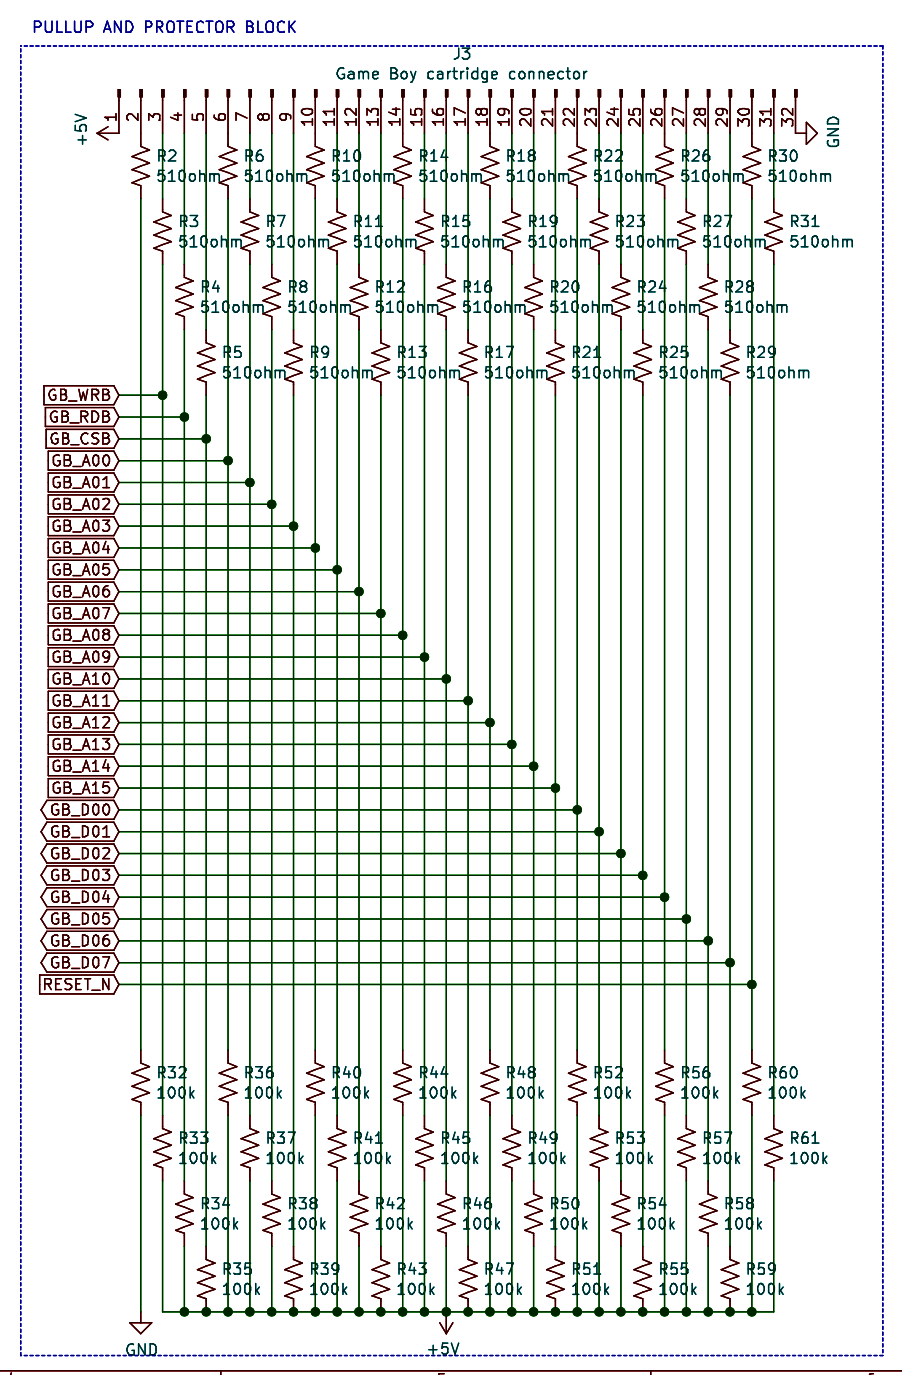 PULLUP AND PROTECTOR BLOCK
J3
Game Boy cartridge connector
+5V
1 2 3 4 5 6 7 8 9 10 11 12 13 14 15 16 17 18 19 20 21 22 23 24 25 26 27 28 29 30 31 32
GND
R2 R6 R10 R14 R18 R22 R26 R30
510ohm 510ohm 510ohm 510ohm 510ohm 510ohm 510ohm 510ohm
R3 R7 R11 R15 R19 R23 R27 R31
510ohm 510ohm 510ohm 510ohm 510ohm 510ohm 510ohm 510ohm
R4 R8 R12 R16 R20 R24 R28
510ohm 510ohm 510ohm 510ohm 510ohm 510ohm 510ohm
R5 R9 R13 R17 R21 R25 R29
510ohm 510ohm 510ohm 510ohm 510ohm 510ohm 510ohm
GB_WRB
GB_RDB
GB_CSB
GB_A00
GB_A01
GB_A02
GB_A03
GB_A04
GB_A05
GB_A06
GB_A07
GB_A08
GB_A09
GB_A10
GB_A11
GB_A12
GB_A13
GB_A14
GB_A15
GB_D00
GB_D01
GB_D02
GB_D03
GB_D04
GB_D05
GB_D06
GB_D07
RESET_N
R32 R36 R40 R44 R48 R52 R56 R60
100k 100k 100k 100k 100k 100k 100k 100k
R33 R37 R41 R45 R49 R53 R57 R61
100k 100k 100k 100k 100k 100k 100k 100k
R34 R38 R42 R46 R50 R54 R58
100k 100k 100k 100k 100k 100k 100k
R35 R39 R43 R47 R51 R55 R59
100k 100k 100k 100k 100k 100k 100k
GND +5V